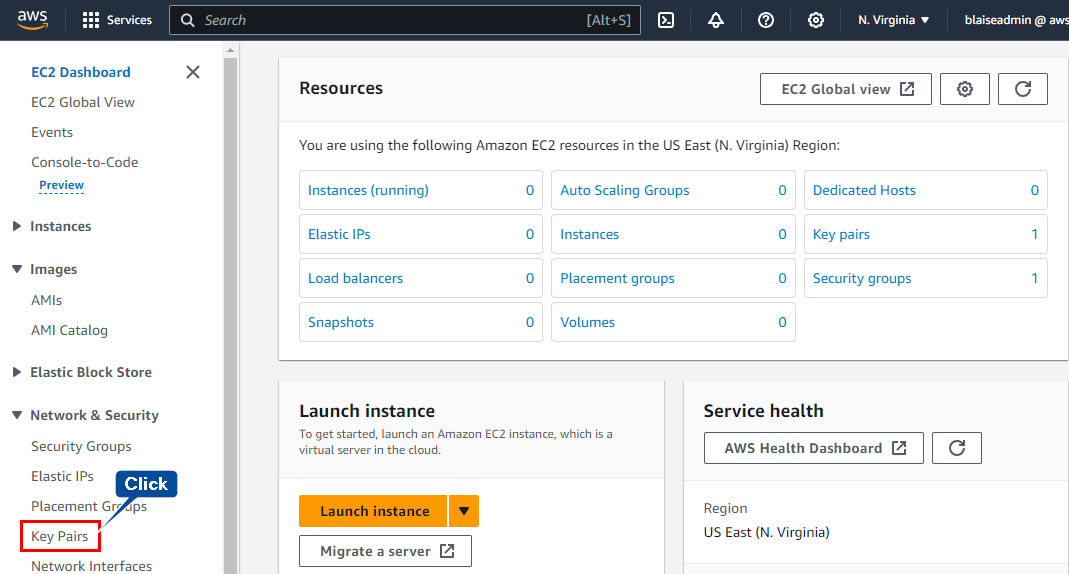 aws
Services
Search
[Alt+S]
N. Virginia
blaiseadmin @ aws
EC2 Dashboard
EC2 Global View
Events
Console-to-Code
Preview
Instances
Images
AMIs
AMI Catalog
Elastic Block Store
Network & Security
Security Groups
Elastic IPs
Click
Placement Groups
Key Pairs
Network Interfaces
Resources
EC2 Global view
You are using the following Amazon EC2 resources in the US East (N. Virginia) Region:
Instances (running) 0
Auto Scaling Groups 0
Dedicated Hosts 0
Elastic IPs 0
Instances 0
Key pairs 1
Load balancers 0
Placement groups 0
Security groups 1
Snapshots 0
Volumes 0
Launch instance
To get started, launch an Amazon EC2 instance, which is a
virtual server in the cloud.
Launch instance
Migrate a server
Service health
AWS Health Dashboard
Region
US East (N. Virginia)